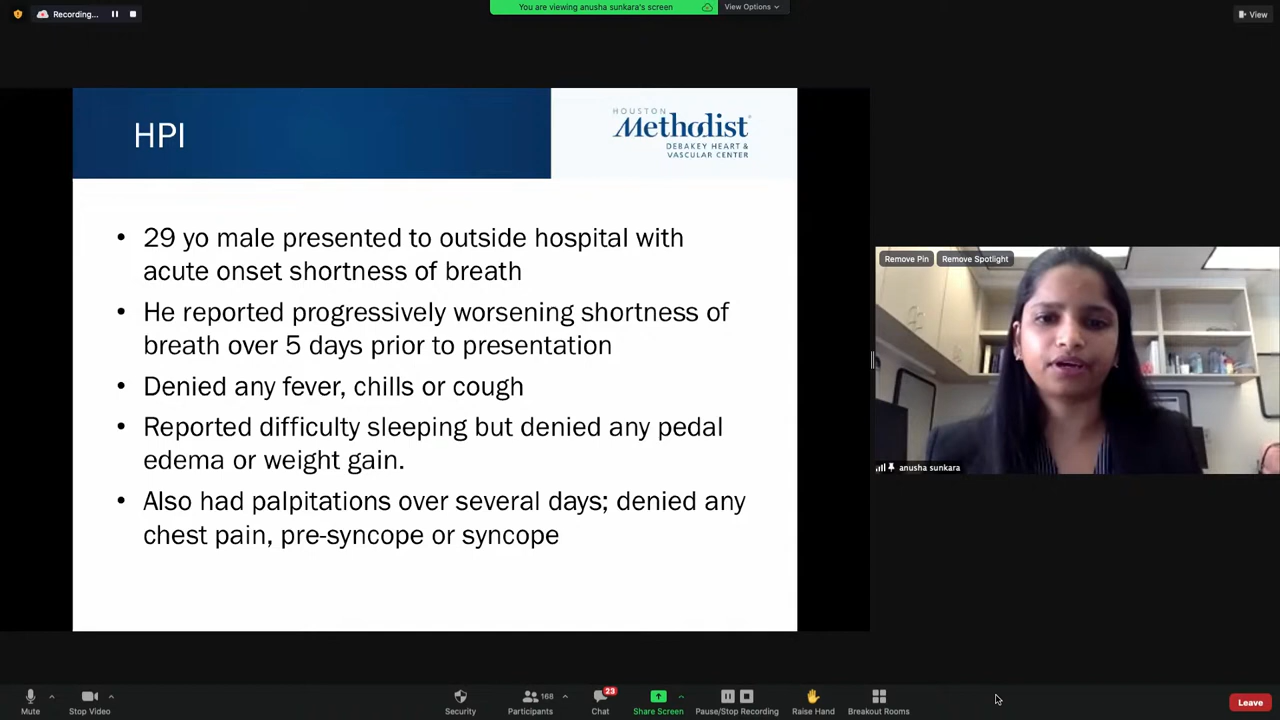 Recording...
You are viewing anusha sunkara's screen
View Options
View
HPI
HOUSTON
Methodist
DEBAKEY HEART &
VASCULAR CENTER
• 29 yo male presented to outside hospital with
acute onset shortness of breath
• He reported progressively worsening shortness of
breath over 5 days prior to presentation
• Denied any fever, chills or cough
• Reported difficulty sleeping but denied any pedal
edema or weight gain.
• Also had palpitations over several days; denied any
chest pain, pre-syncope or syncope
Remove Pin
Remove Spotlight
anusha sunkara
Mute
Stop Video
Security
Participants
168
Chat
23
Share Screen
Pause/Stop Recording
Raise Hand
Breakout Rooms
Leave